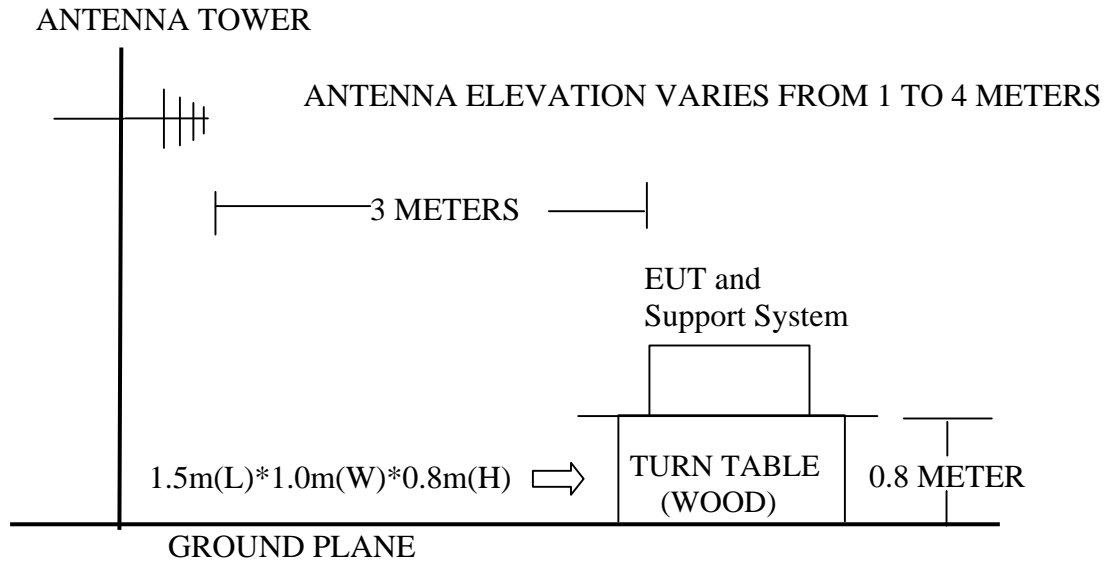 ANTENNA TOWER
ANTENNA ELEVATION VARIES FROM 1 TO 4 METERS
3 METERS
EUT and
Support System
1.5m(L)*1.0m(W)*0.8m(H)
TURN TABLE
(WOOD)
0.8 METER
GROUND PLANE